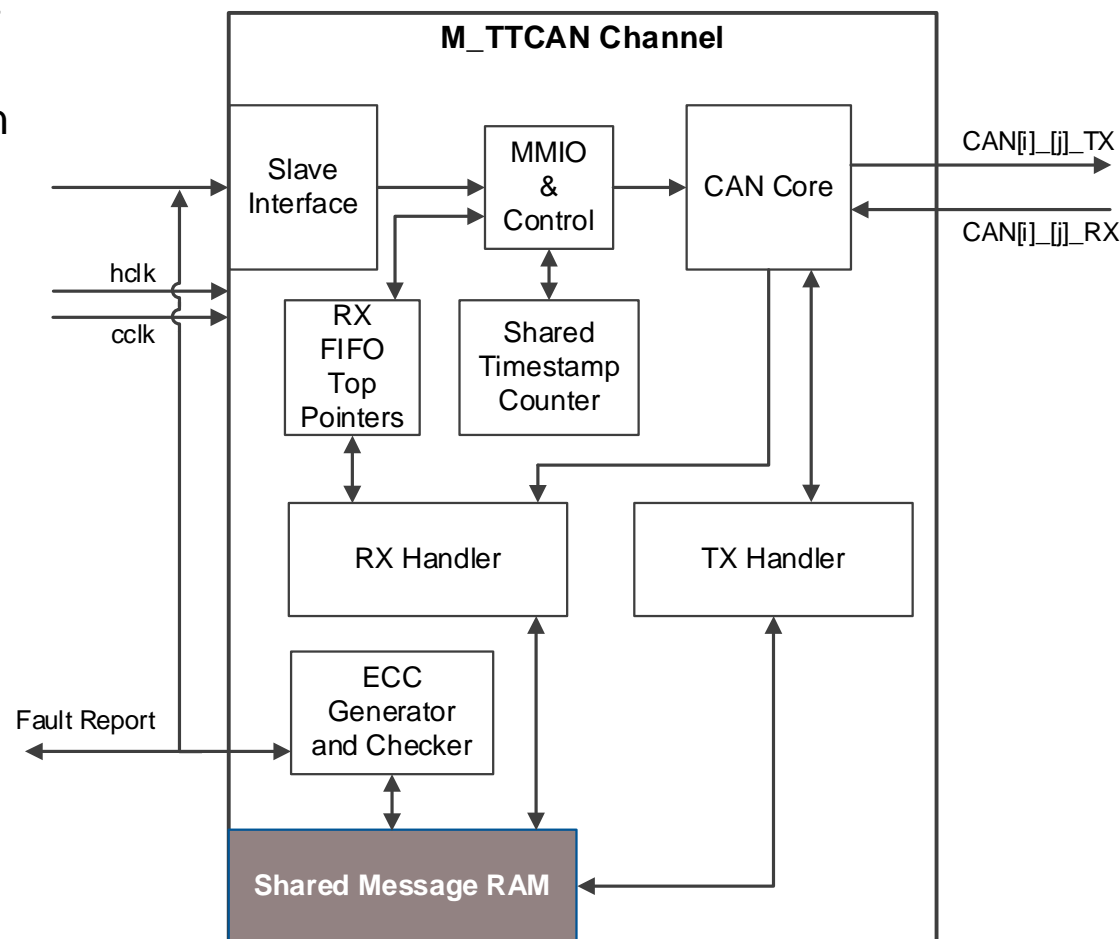 M_TTCAN Channel
n
Slave
Interface
MMIO
&
Control
CAN Core
CAN[i]_[j]_TX
CAN[i]_[j]_RX
hclk
cclk
RX
FIFO
Top
Pointers
Shared
Timestamp
Counter
RX Handler
TX Handler
ECC
Generator
and Checker
Fault Report
Shared Message RAM